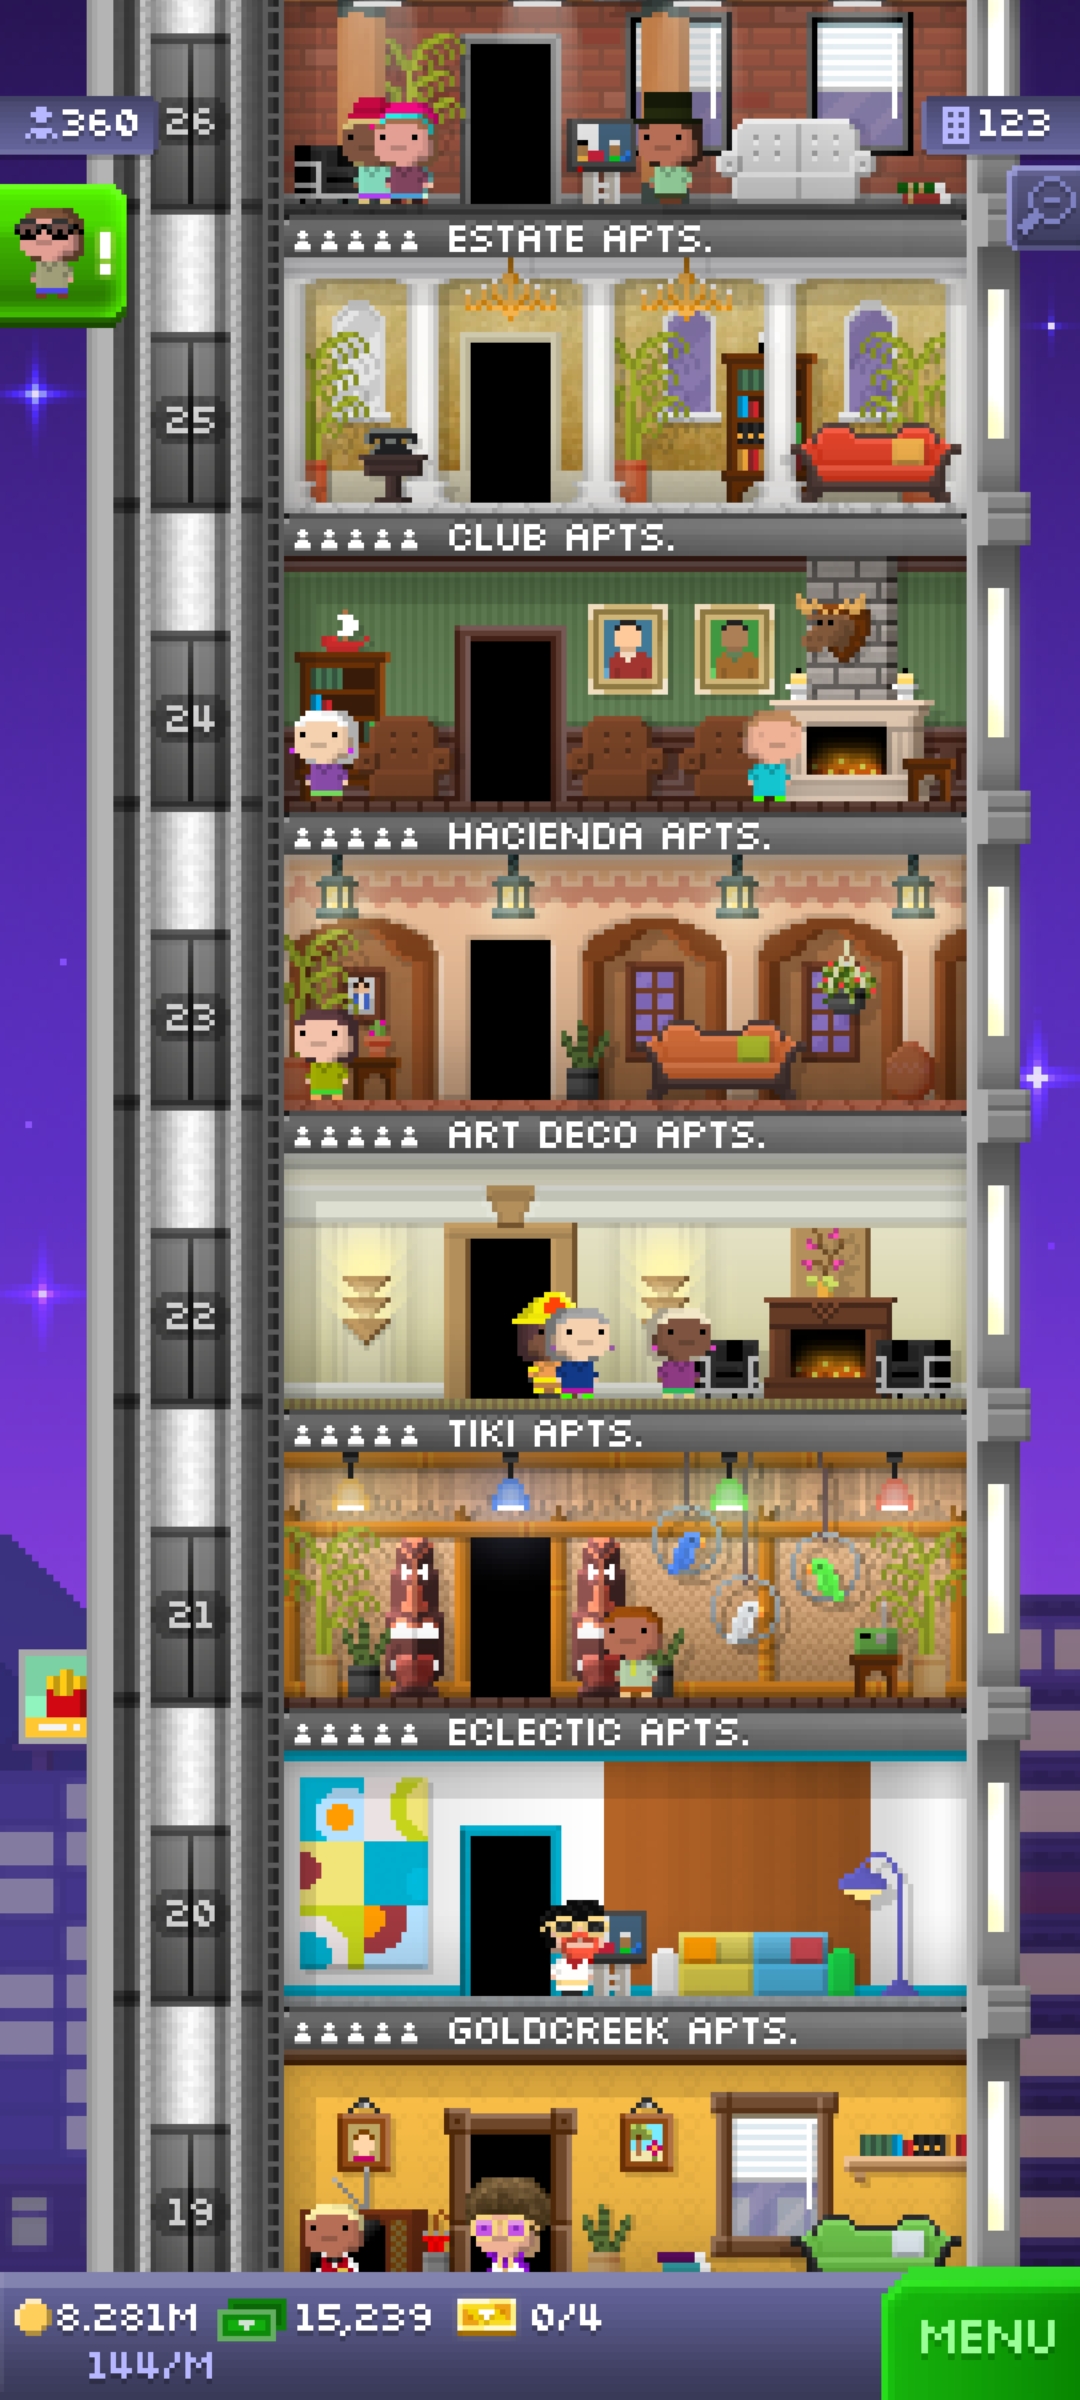 360
26
123
!
ESTATE APTS.
25
CLUB APTS.
24
HACIENDA APTS.
23
ART DECO APTS.
22
TIKI APTS.
21
ECLECTIC APTS.
20
GOLDCREEK APTS.
19
8.281M 15,239 0/4
144/M
MENU